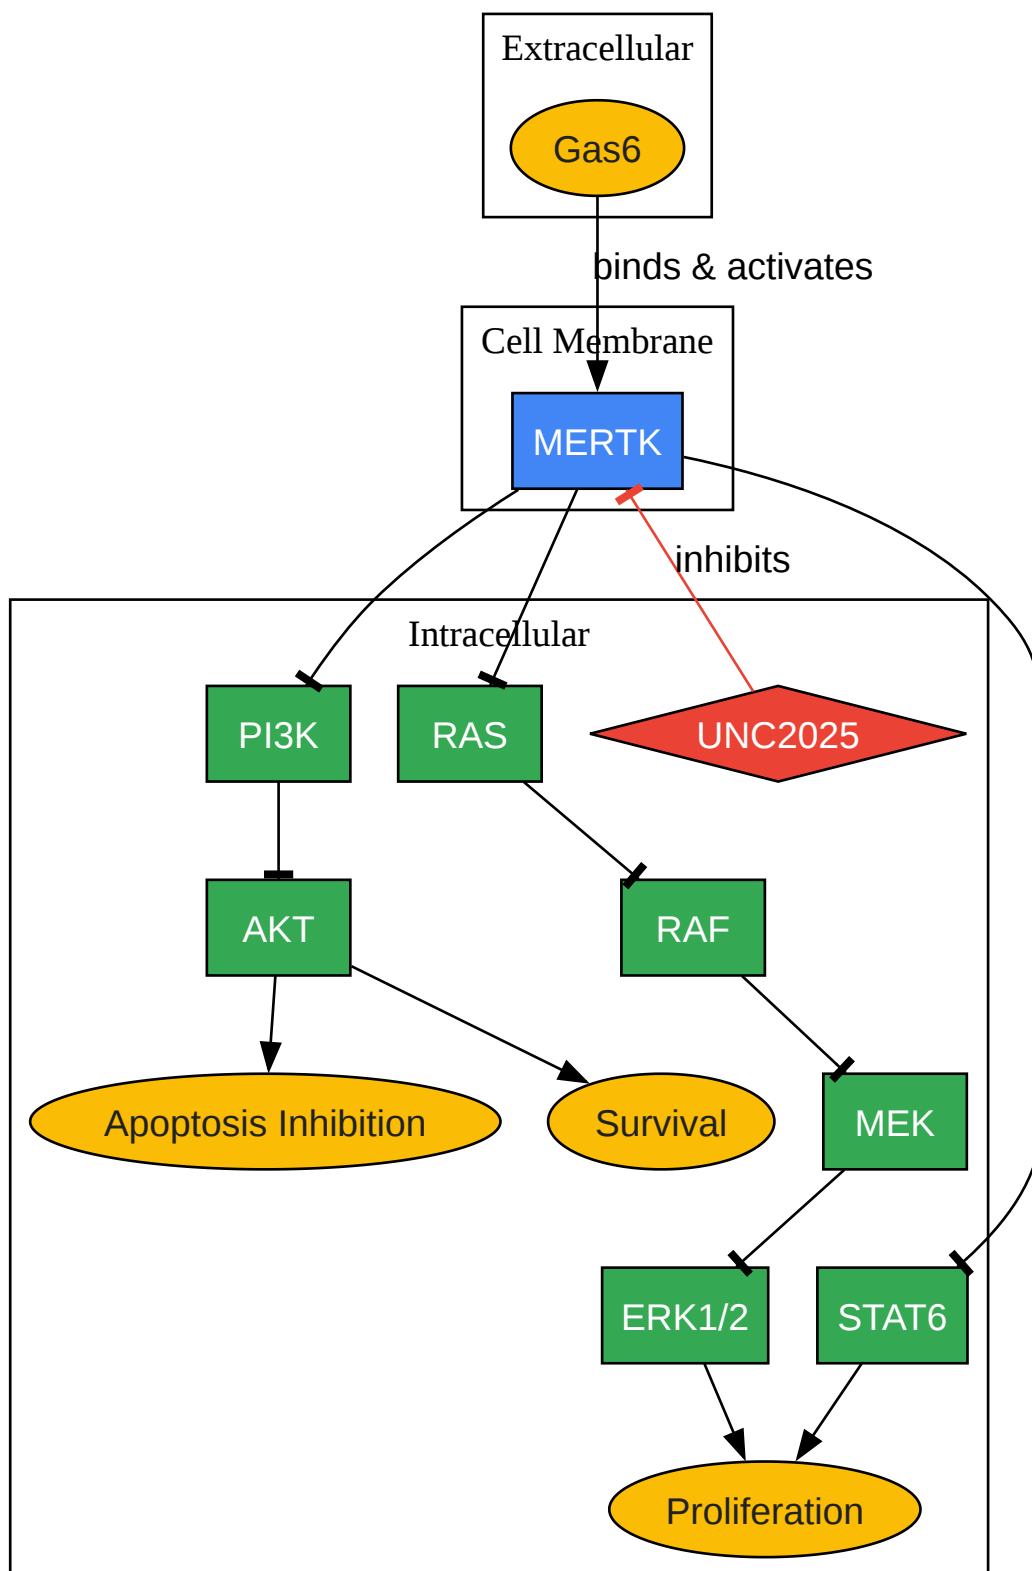 Extracellular
Gas6
binds & activates
Cell Membrane
MERTK
inhibits
Intracellular
PI3K
RAS
UNC2025
AKT
RAF
Apoptosis Inhibition
Survival
MEK
ERK1/2
STAT6
Proliferation